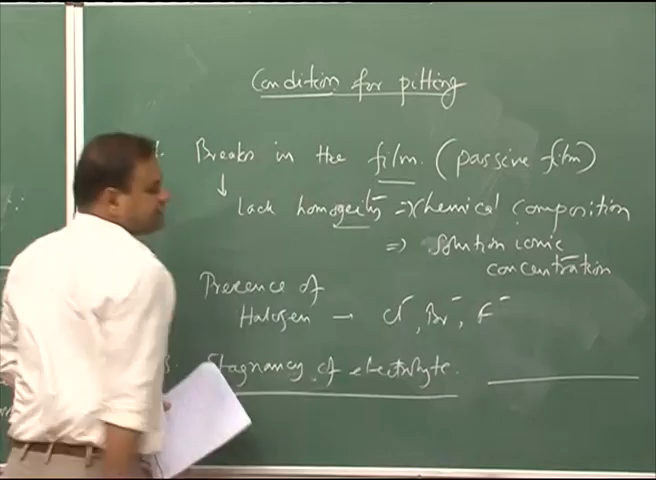 Condition for pitting
1. Breaks in the film. (passive film)
↓
Lack homogeity => Chemical composition
=> Solution ionic
concentration
Presence of
Halogen — Cl⁻, Br⁻, F⁻
3. Stagnancy of electrolyte.